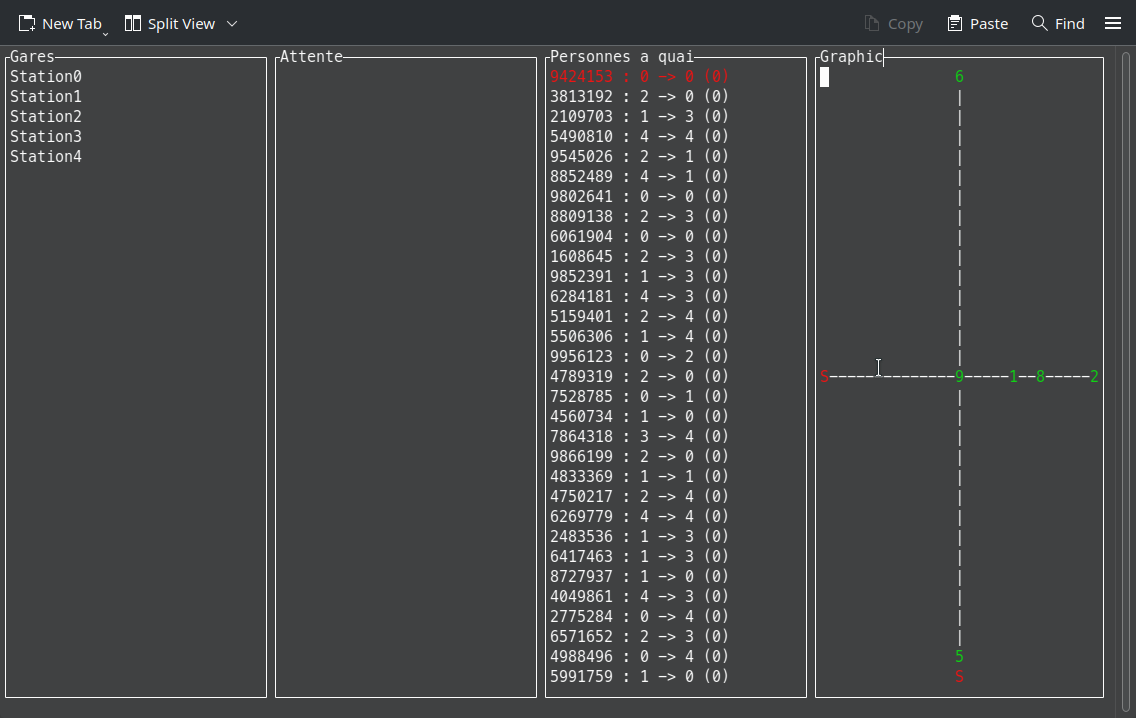 New Tab Split View Copy Paste Find
Gares
Station0
Station1
Station2
Station3
Station4
Attente
Personnes a quai
9424153 : 0 -> 0 (0)
3813192 : 2 -> 0 (0)
2109703 : 1 -> 3 (0)
5490810 : 4 -> 4 (0)
9545026 : 2 -> 1 (0)
8852489 : 4 -> 1 (0)
9802641 : 0 -> 0 (0)
8809138 : 2 -> 3 (0)
6061904 : 0 -> 0 (0)
1608645 : 2 -> 3 (0)
9852391 : 1 -> 3 (0)
6284181 : 4 -> 3 (0)
5159401 : 2 -> 4 (0)
5506306 : 1 -> 4 (0)
9956123 : 0 -> 2 (0)
4789319 : 2 -> 0 (0)
7528785 : 0 -> 1 (0)
4560734 : 1 -> 0 (0)
7864318 : 3 -> 4 (0)
9866199 : 2 -> 0 (0)
4833369 : 1 -> 1 (0)
4750217 : 2 -> 4 (0)
6269779 : 4 -> 4 (0)
2483536 : 1 -> 3 (0)
6417463 : 1 -> 3 (0)
8727937 : 1 -> 0 (0)
4049861 : 4 -> 3 (0)
2775284 : 0 -> 4 (0)
6571652 : 2 -> 3 (0)
4988496 : 0 -> 4 (0)
5991759 : 1 -> 0 (0)
Graphic
6
S--------------9-----1--8-----2
5
S